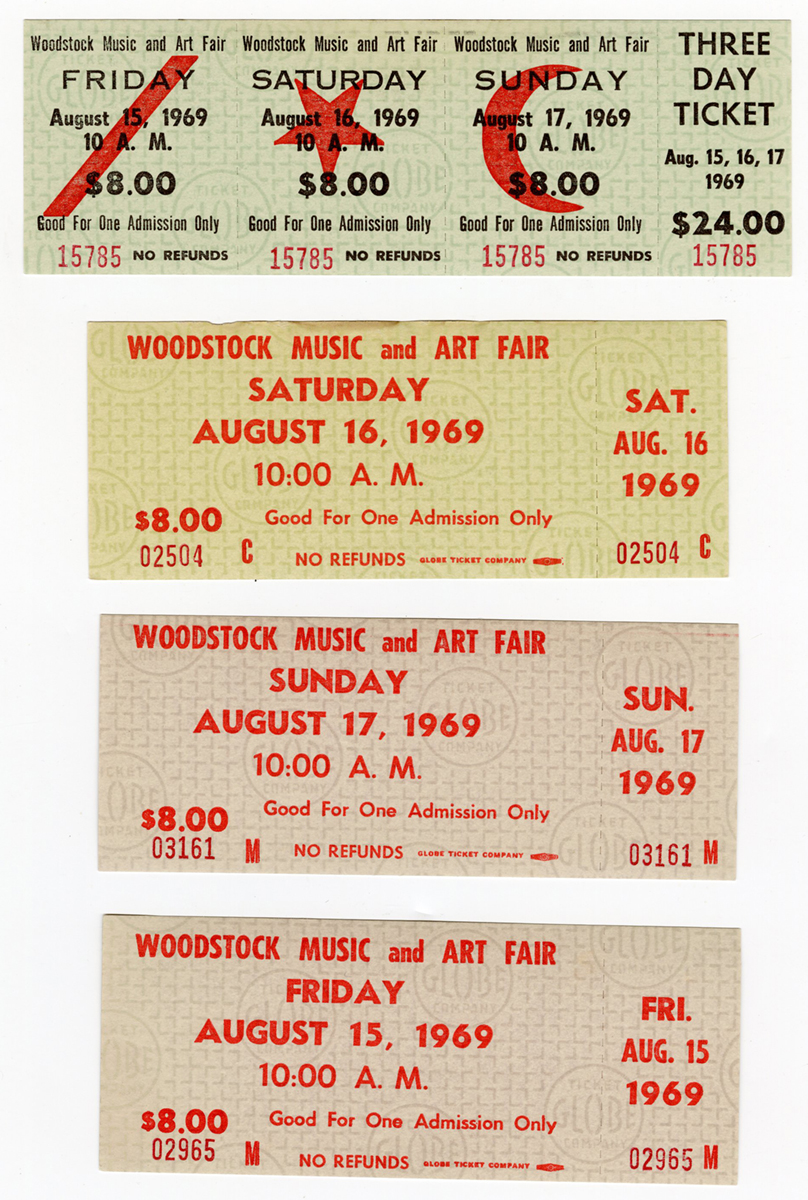 Woodstock Music and Art Fair
FRIDAY
August 15, 1969
10 A. M.
$8.00
Good For One Admission Only
15785 NO REFUNDS
Woodstock Music and Art Fair
SATURDAY
August 16, 1969
10 A. M.
$8.00
Good For One Admission Only
15785 NO REFUNDS
Woodstock Music and Art Fair
SUNDAY
August 17, 1969
10 A. M.
$8.00
Good For One Admission Only
15785 NO REFUNDS
THREE
DAY
TICKET
Aug. 15, 16, 17
1969
$24.00
15785
WOODSTOCK MUSIC and ART FAIR
SATURDAY
AUGUST 16, 1969
10:00 A. M.
$8.00 Good For One Admission Only
02504 C NO REFUNDS GLOBE TICKET COMPANY
SAT.
AUG. 16
1969
02504 C
WOODSTOCK MUSIC and ART FAIR
SUNDAY
AUGUST 17, 1969
10:00 A. M.
$8.00 Good For One Admission Only
03161 M NO REFUNDS GLOBE TICKET COMPANY
SUN.
AUG. 17
1969
03161 M
WOODSTOCK MUSIC and ART FAIR
FRIDAY
AUGUST 15, 1969
10:00 A. M.
$8.00 Good For One Admission Only
02965 M NO REFUNDS GLOBE TICKET COMPANY
FRI.
AUG. 15
1969
02965 M